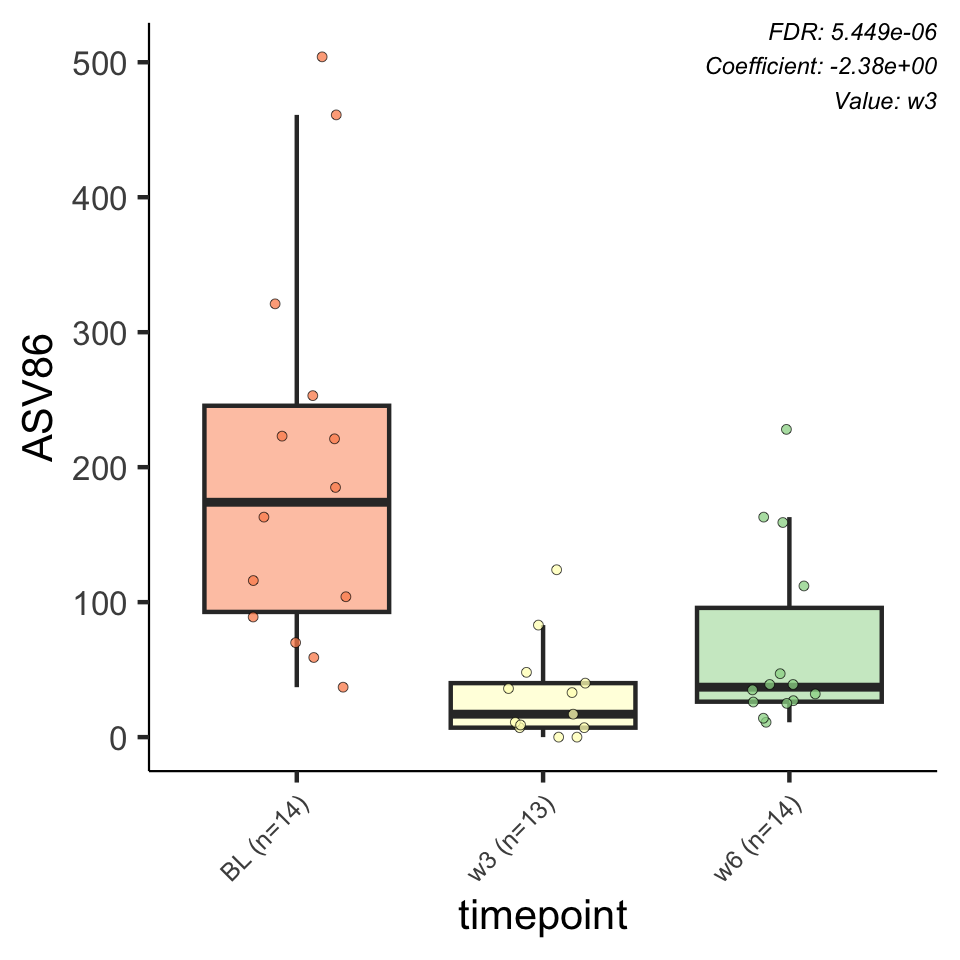 FDR: 5.449e-06
Coefficient: -2.38e+00
Value: w3
500
400
300
200
100
0
ASV86
BL (n=14)
w3 (n=13)
w6 (n=14)
timepoint